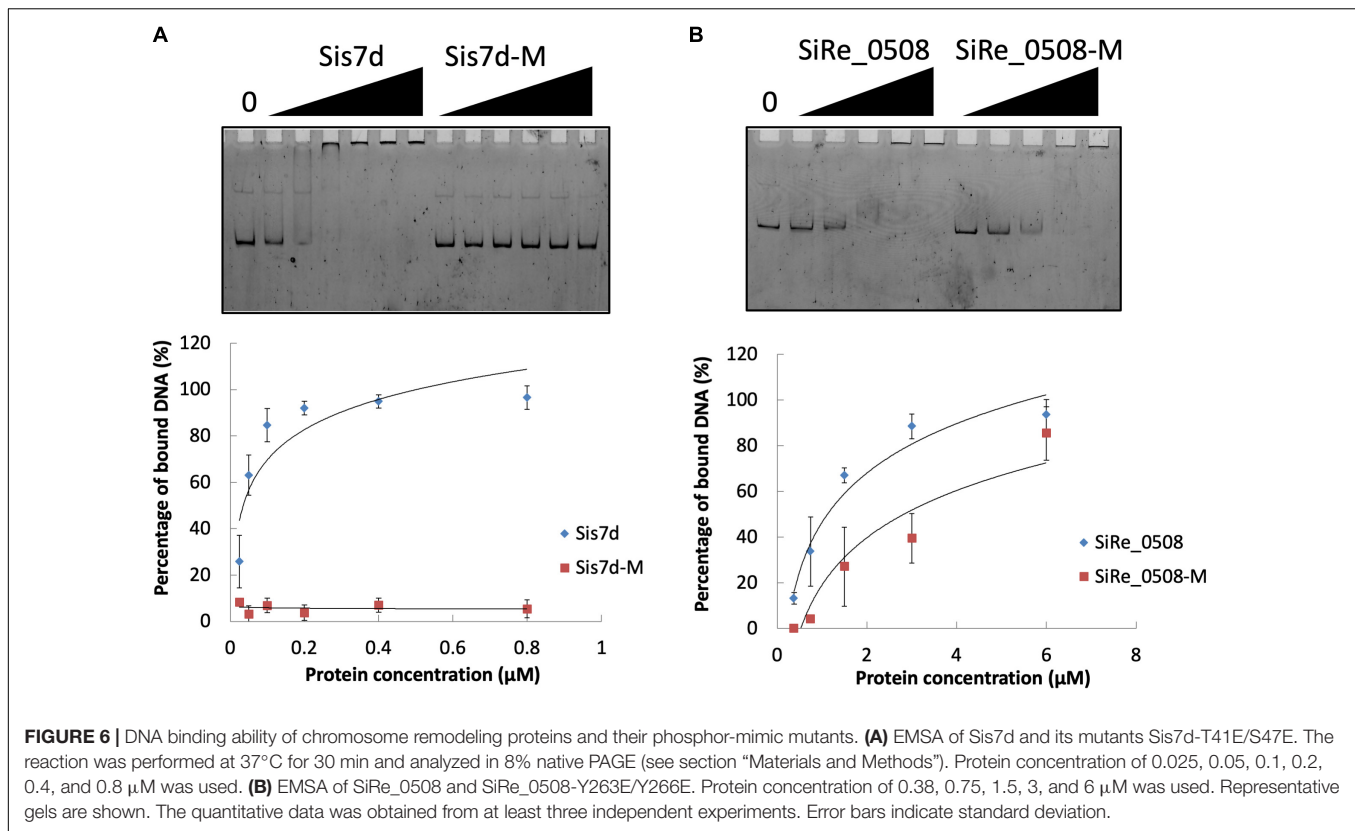 A
Sis7d
Sis7d-M
0
120
100
80
60
40
20
0
Percentage of bound DNA (%)
Sis7d
Sis7d-M
0
0.2
0.4
0.6
0.8
1
Protein concentration (µM)
B
SiRe_0508
SiRe_0508-M
0
120
100
80
60
40
20
0
Percentage of bound DNA (%)
SiRe_0508
SiRe_0508-M
0
2
4
6
8
Protein concentration (µM)
FIGURE 6 | DNA binding ability of chromosome remodeling proteins and their phosphor-mimic mutants. (A) EMSA of Sis7d and its mutants Sis7d-T41E/S47E. The
reaction was performed at 37°C for 30 min and analyzed in 8% native PAGE (see section “Materials and Methods”). Protein concentration of 0.025, 0.05, 0.1, 0.2,
0.4, and 0.8 µM was used. (B) EMSA of SiRe_0508 and SiRe_0508-Y263E/Y266E. Protein concentration of 0.38, 0.75, 1.5, 3, and 6 µM was used. Representative
gels are shown. The quantitative data was obtained from at least three independent experiments. Error bars indicate standard deviation.